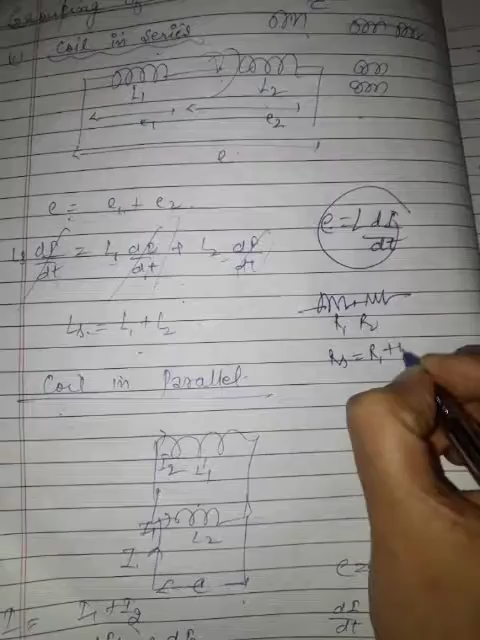 (i) Coil in series
L₁
L₂
e₁
e₂
e
e = e₁ + e₂
e = L dI/dt
Ls dI/dt = L₁ dI/dt + L₂ dI/dt
Ls = L₁ + L₂
R₁ R₂
Rs = R₁ +
Coil in Parallel
I₂ L₁
I₁
L₂
I
e
e =
I = I₁ + I₂
dI/dt